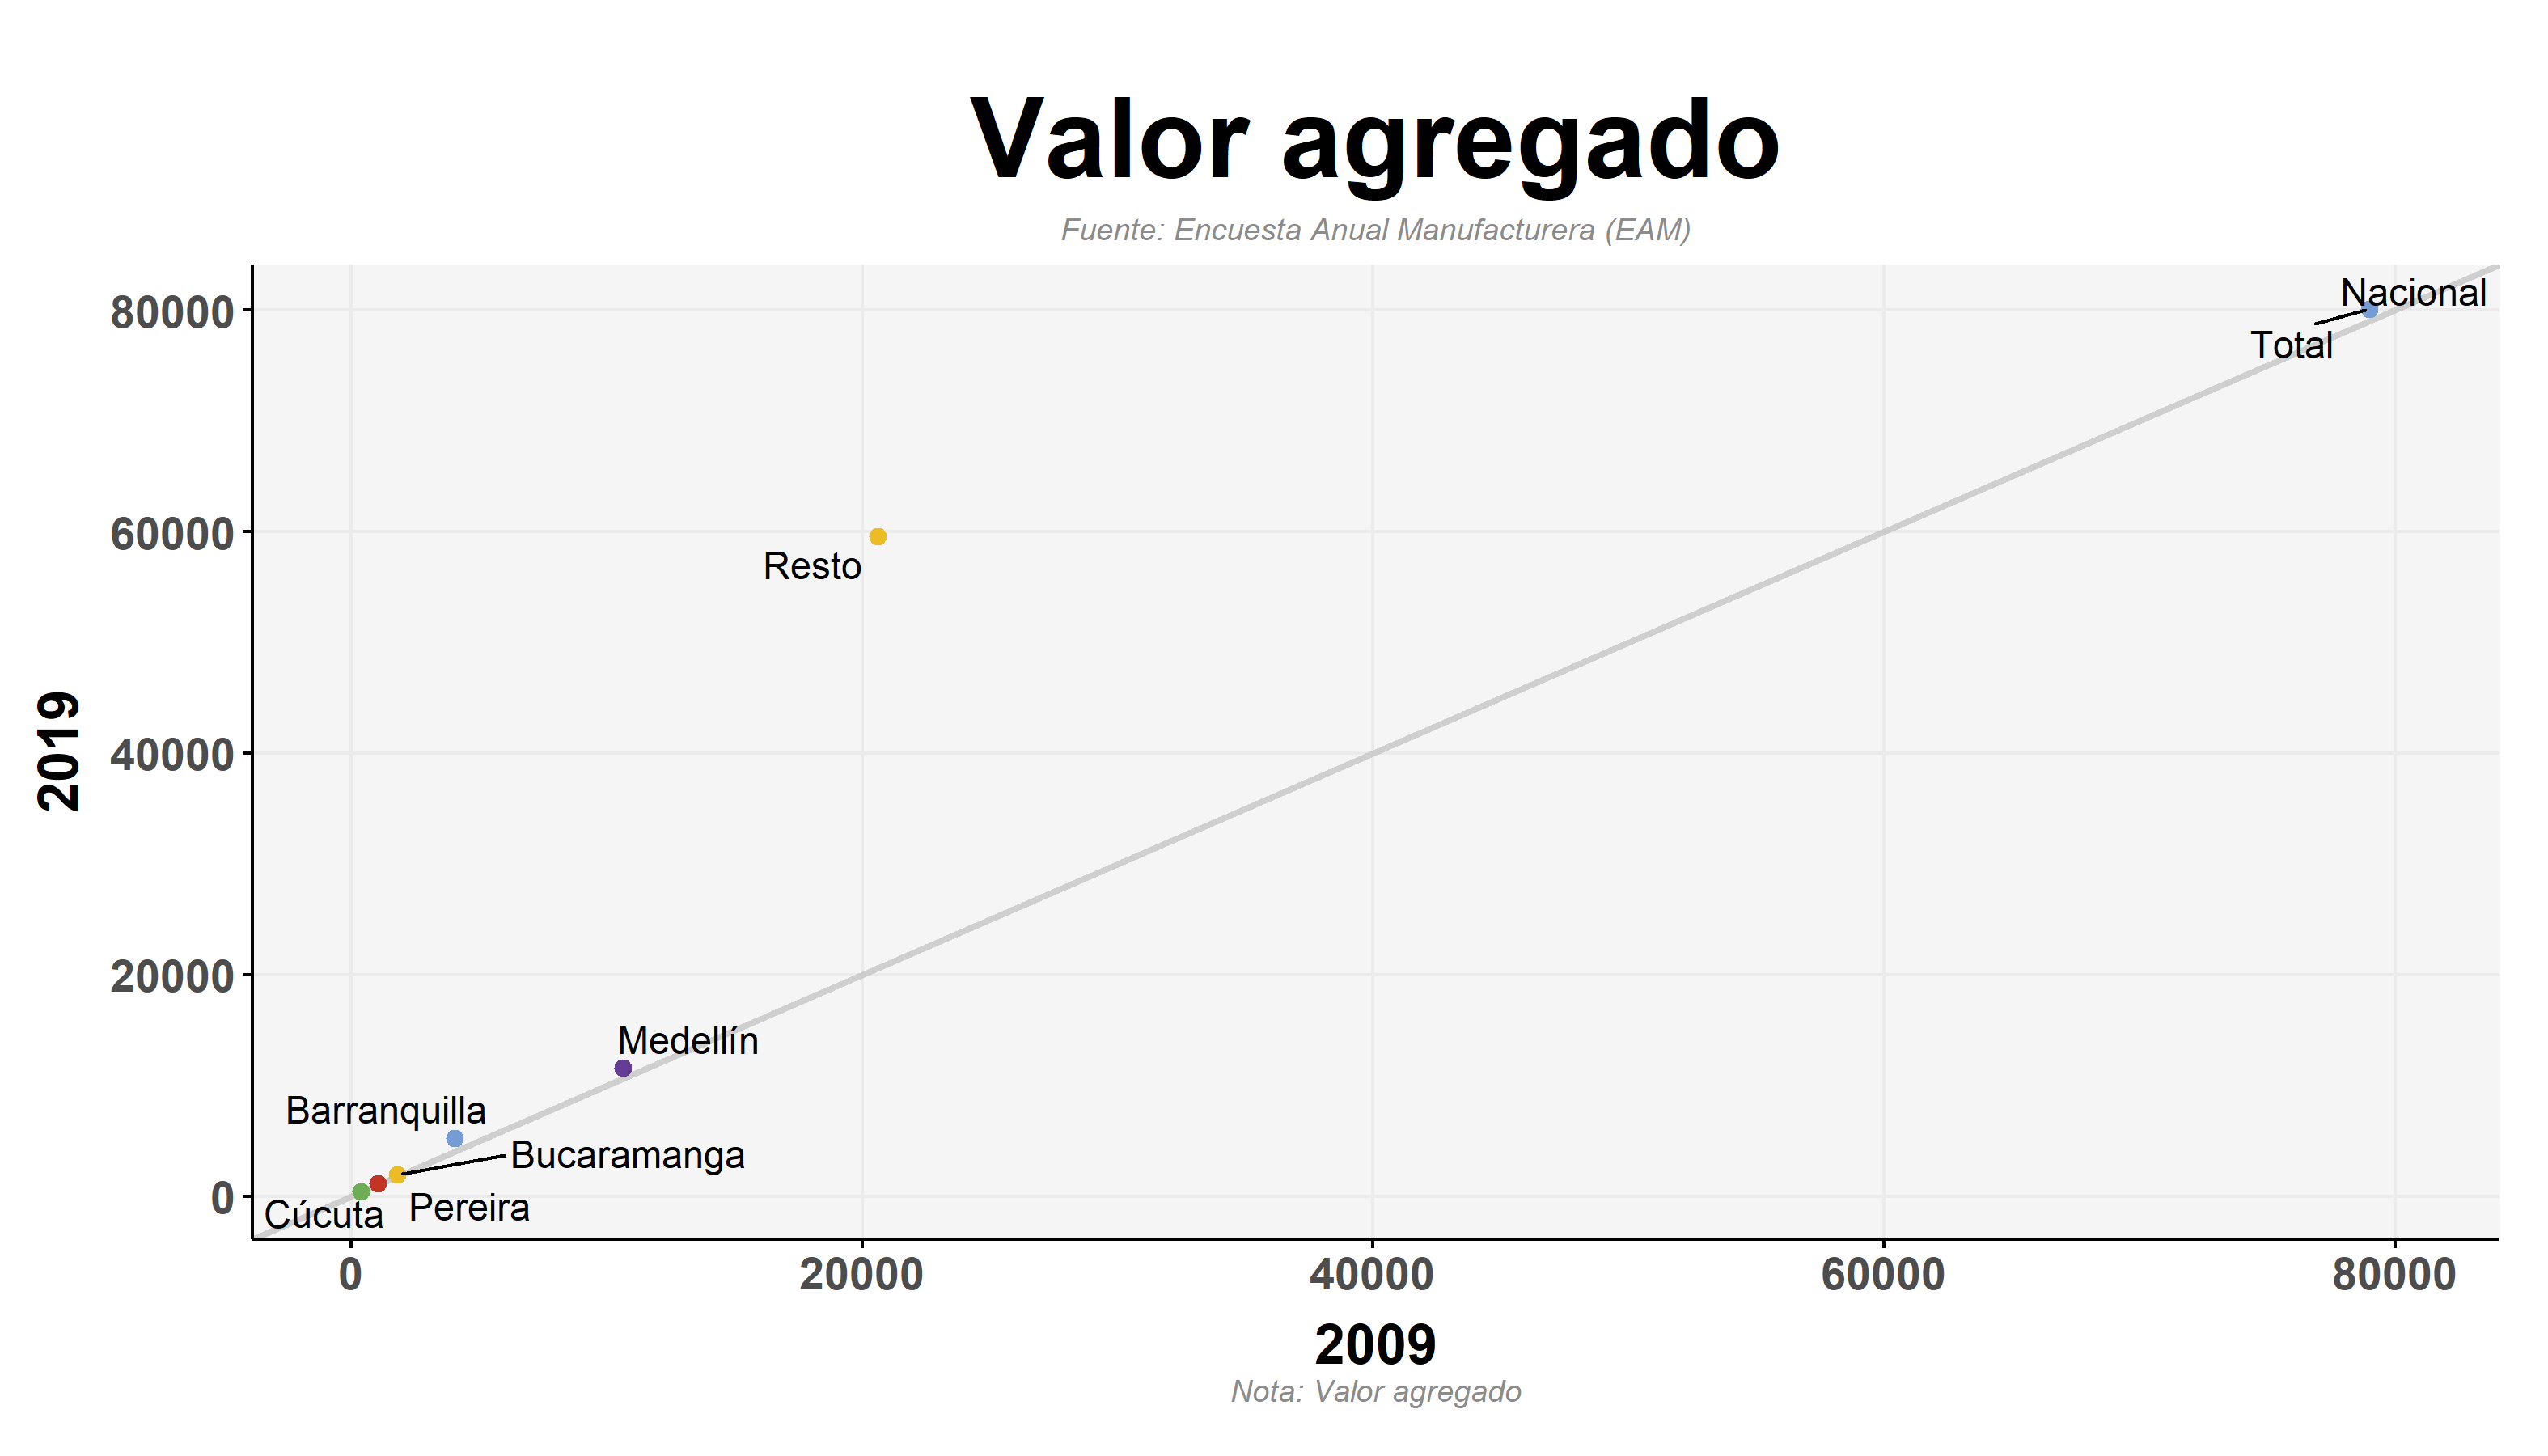 Valor agregado
Fuente: Encuesta Anual Manufacturera (EAM)
80000
60000
40000
20000
0
2019
Nacional
Total
Resto
Medellín
Barranquilla
Bucaramanga
Pereira
Cúcuta
0 20000 40000 60000 80000
2009
Nota: Valor agregado